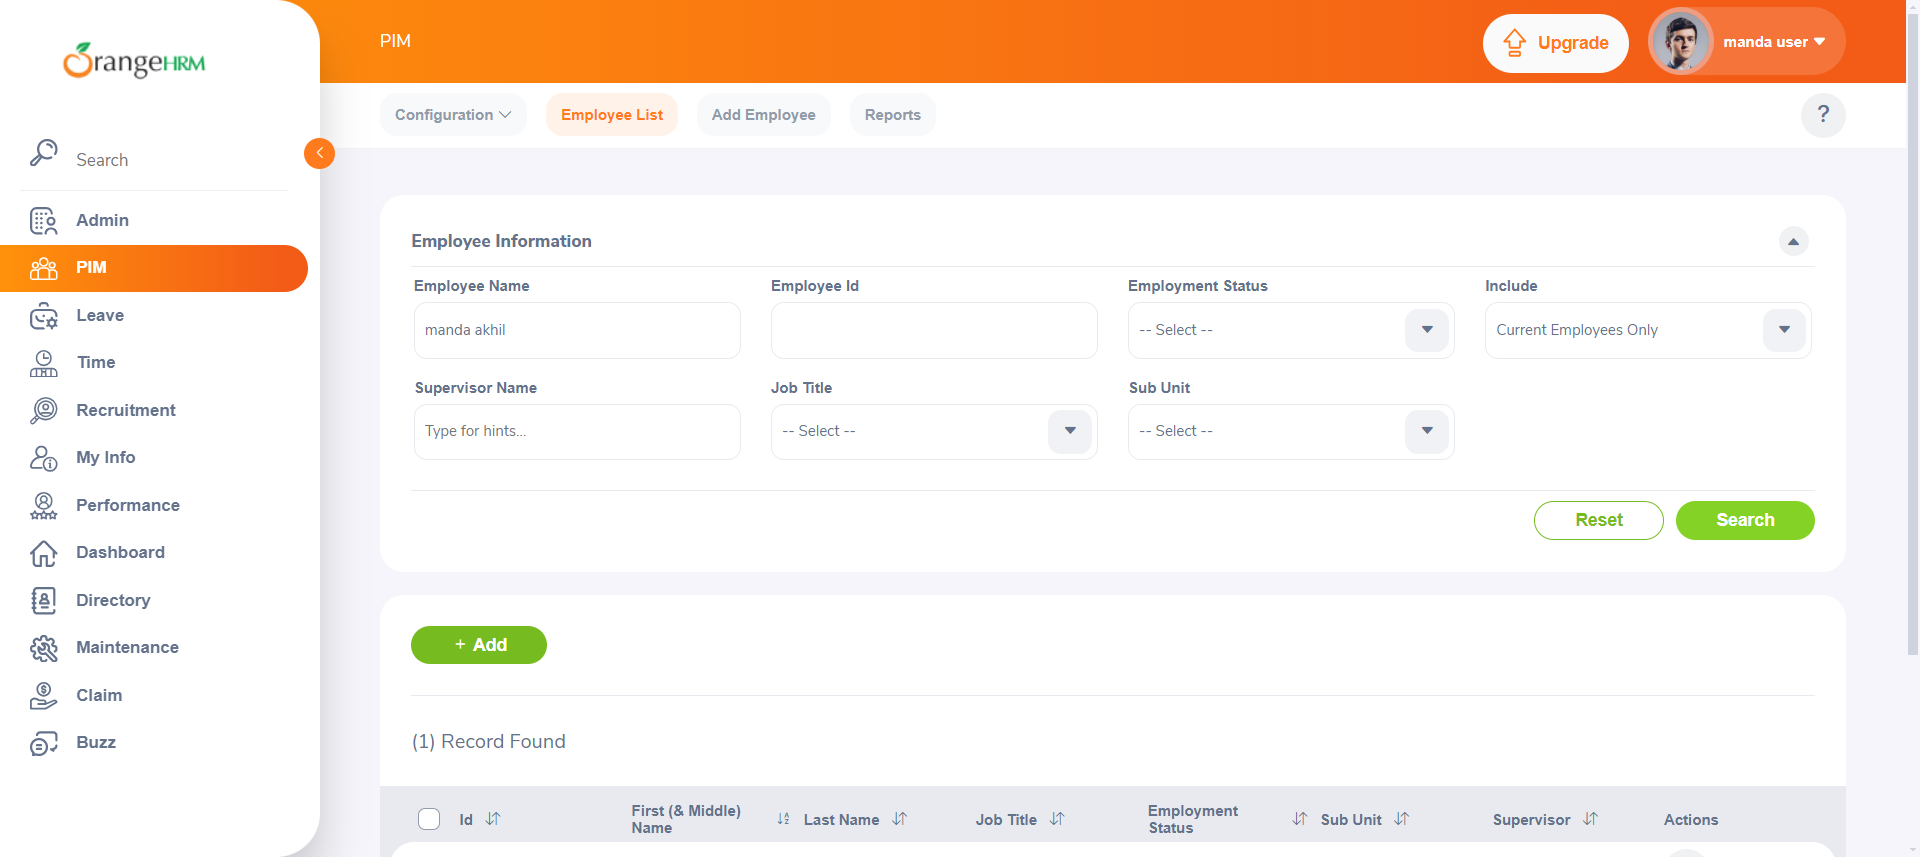 OrangeHRM
PIM
Upgrade
manda user
Configuration
Employee List
Add Employee
Reports
?
Search
Admin
PIM
Leave
Time
Recruitment
My Info
Performance
Dashboard
Directory
Maintenance
Claim
Buzz
Employee Information
Employee Name
Employee Id
Employment Status
Include
manda akhil
-- Select --
Current Employees Only
Supervisor Name
Job Title
Sub Unit
Type for hints...
-- Select --
-- Select --
Reset
Search
+ Add
(1) Record Found
Id
First (& Middle)
Name
Last Name
Job Title
Employment
Status
Sub Unit
Supervisor
Actions